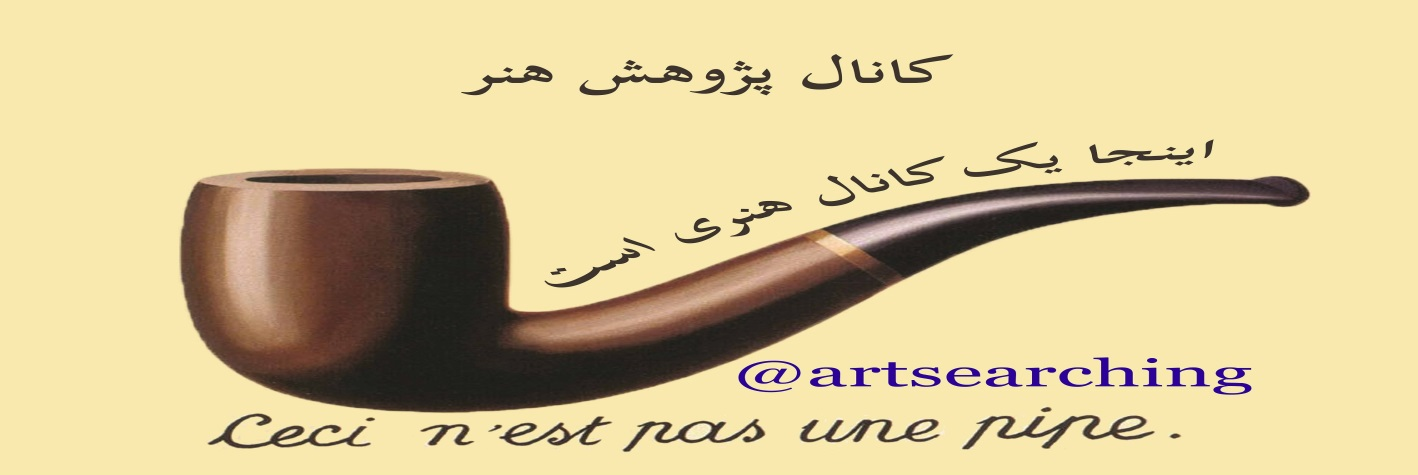 کانال پژوهش هنر
اینجا یک کانال هنری است
@artsearching
Ceci n'est pas une pipe.